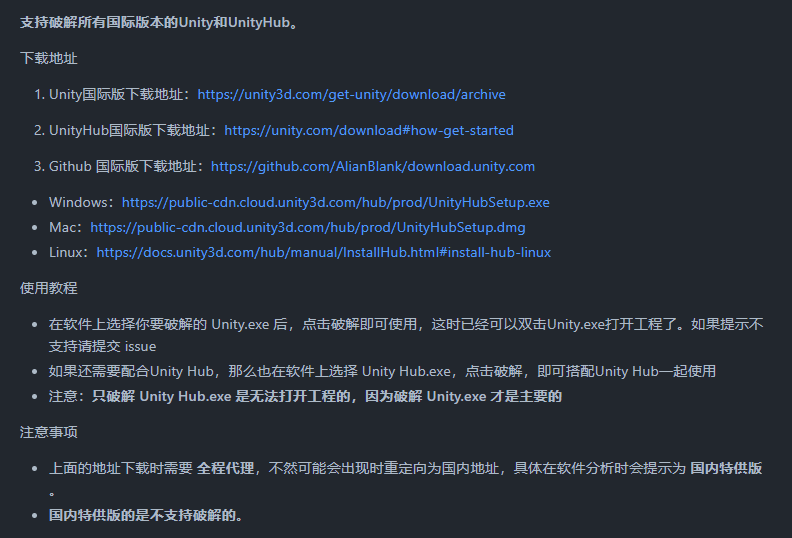 支持破解所有国际版本的Unity和UnityHub。
下载地址
1. Unity国际版下载地址：https://unity3d.com/get-unity/download/archive
2. UnityHub国际版下载地址：https://unity.com/download#how-get-started
3. Github 国际版下载地址：https://github.com/AlianBlank/download.unity.com
• Windows：https://public-cdn.cloud.unity3d.com/hub/prod/UnityHubSetup.exe
• Mac：https://public-cdn.cloud.unity3d.com/hub/prod/UnityHubSetup.dmg
• Linux：https://docs.unity3d.com/hub/manual/InstallHub.html#install-hub-linux
使用教程
• 在软件上选择你要破解的 Unity.exe 后，点击破解即可使用，这时已经可以双击Unity.exe打开工程了。如果提示不
支持请提交 issue
• 如果还需要配合Unity Hub，那么也在软件上选择 Unity Hub.exe，点击破解，即可搭配Unity Hub一起使用
• 注意：只破解 Unity Hub.exe 是无法打开工程的，因为破解 Unity.exe 才是主要的
注意事项
• 上面的地址下载时需要 全程代理，不然可能会出现时重定向为国内地址，具体在软件分析时会提示为 国内特供版
。
• 国内特供版的是不支持破解的。